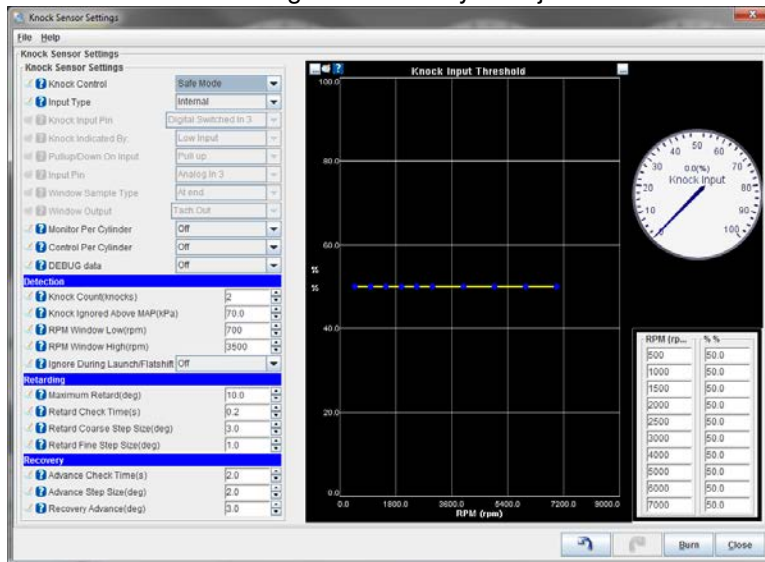 Knock Sensor Settings
File Help
Knock Sensor Settings
Knock Sensor Settings
Knock Control Safe Mode
Input Type Internal
Knock Input Pin Digital Switched In 3
Knock Indicated By: Low Input
Pullup/Down On Input Pull up
Input Pin Analog In 3
Window Sample Type At end
Window Output Tach Out
Monitor Per Cylinder Off
Control Per Cylinder Off
DEBUG data Off
Detection
Knock Count(knocks) 2
Knock Ignored Above MAP(kPa) 70.0
RPM Window Low(rpm) 700
RPM Window High(rpm) 3500
Ignore During Launch/Flatshift Off
Retarding
Maximum Retard(deg) 10.0
Retard Check Time(s) 0.2
Retard Coarse Step Size(deg) 3.0
Retard Fine Step Size(deg) 1.0
Recovery
Advance Check Time(s) 2.0
Advance Step Size(deg) 2.0
Recovery Advance(deg) 3.0
Knock Input Threshold
100.0
80.0
60.0
%
%
40.0
20.0
0.0
0.0 1800.0 3600.0 5400.0 7200.0 9000.0
RPM (rpm)
0 10 20 30 40 50 60 70 80 90 100
0.0(%)
Knock Input
RPM (rp... % %
500 50.0
1000 50.0
1500 50.0
2000 50.0
2500 50.0
3000 50.0
4000 50.0
5000 50.0
6000 50.0
7000 50.0
Burn Close